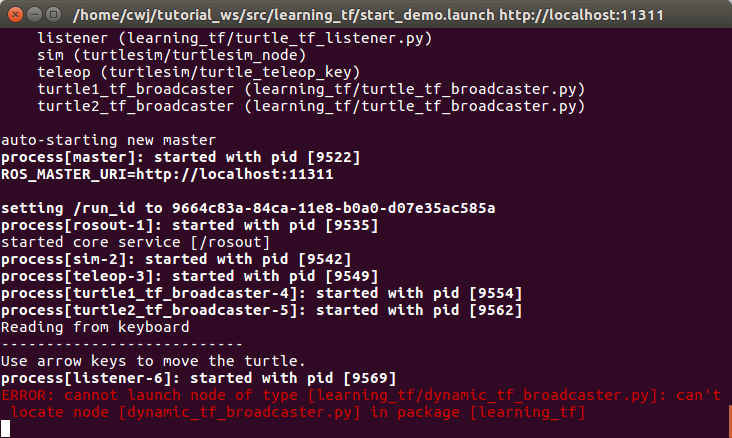 /home/cwj/tutorial_ws/src/learning_tf/start_demo.launch http://localhost:11311
listener (learning_tf/turtle_tf_listener.py)
sim (turtlesim/turtlesim_node)
teleop (turtlesim/turtle_teleop_key)
turtle1_tf_broadcaster (learning_tf/turtle_tf_broadcaster.py)
turtle2_tf_broadcaster (learning_tf/turtle_tf_broadcaster.py)
auto-starting new master
process[master]: started with pid [9522]
ROS_MASTER_URI=http://localhost:11311
setting /run_id to 9664c83a-84ca-11e8-b0a0-d07e35ac585a
process[rosout-1]: started with pid [9535]
started core service [/rosout]
process[sim-2]: started with pid [9542]
process[teleop-3]: started with pid [9549]
process[turtle1_tf_broadcaster-4]: started with pid [9554]
process[turtle2_tf_broadcaster-5]: started with pid [9562]
Reading from keyboard
---------------------------
Use arrow keys to move the turtle.
process[listener-6]: started with pid [9569]
ERROR: cannot launch node of type [learning_tf/dynamic_tf_broadcaster.py]: can't
locate node [dynamic_tf_broadcaster.py] in package [learning_tf]